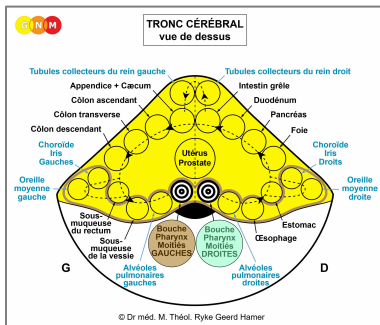 G N M
TRONC CÉRÉBRAL
vue de dessus
Tubules collecteurs du rein gauche
Tubules collecteurs du rein droit
Appendice + Cæcum
Intestin grêle
Côlon ascendant
Duodénum
Côlon transverse
Pancréas
Côlon descendant
Foie
Choroïde
Iris
Gauches
Utérus
Prostate
Choroïde
Iris
Droits
Oreille
moyenne
gauche
Oreille
moyenne
droite
Sous-
muqueuse
du rectum
Estomac
Sous-
muqueuse
de la vessie
Œsophage
Bouche
Pharynx
Moitiés
GAUCHES
Bouche
Pharynx
Moitiés
DROITES
G
D
Alvéoles
pulmonaires
gauches
Alvéoles
pulmonaires
droites
© Dr méd. M. Théol. Ryke Geerd Hamer